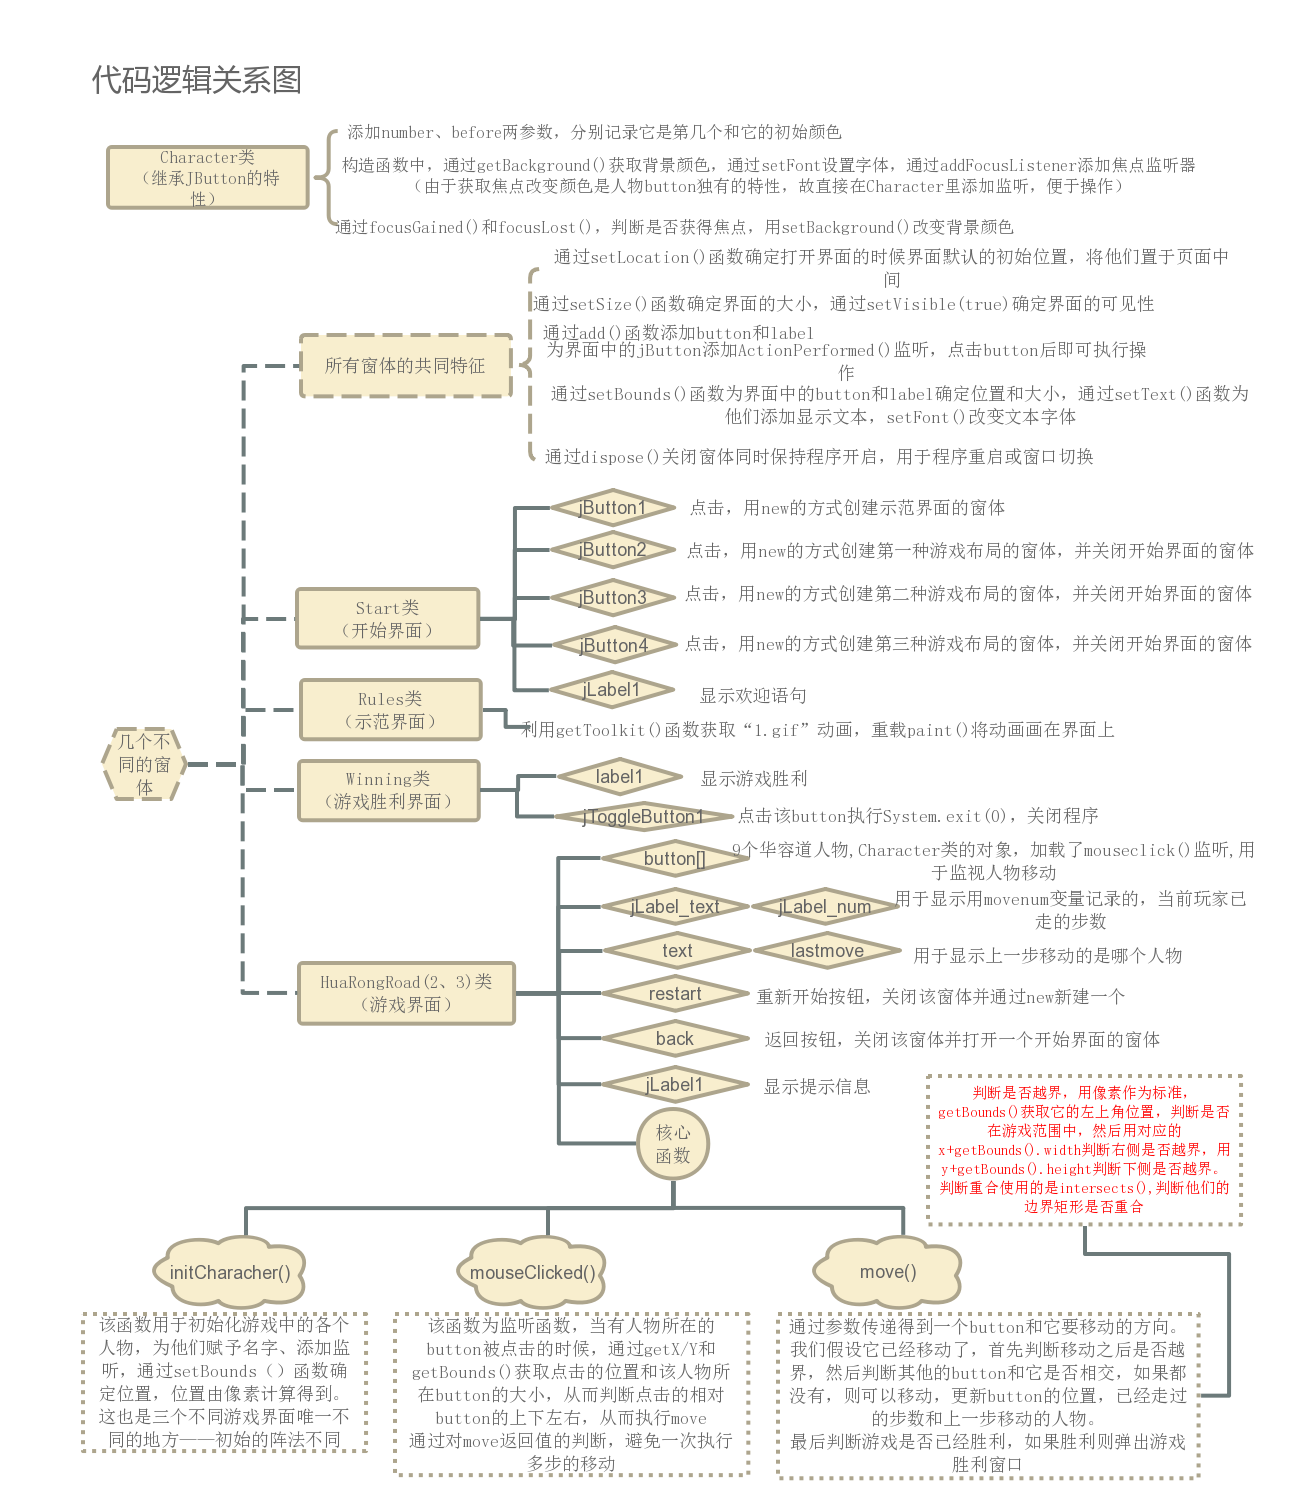 代码逻辑关系图
添加number、before两参数，分别记录它是第几个和它的初始颜色
Character类
（继承JButton的特
性）
构造函数中，通过getBackground()获取背景颜色，通过setFont设置字体，通过addFocusListener添加焦点监听器
（由于获取焦点改变颜色是人物button独有的特性，故直接在Character里添加监听，便于操作）
通过focusGained()和focusLost()，判断是否获得焦点，用setBackground()改变背景颜色
通过setLocation()函数确定打开界面的时候界面默认的初始位置，将他们置于页面中
间
通过setSize()函数确定界面的大小，通过setVisible(true)确定界面的可见性
通过add()函数添加button和label
所有窗体的共同特征
为界面中的jButton添加ActionPerformed()监听，点击button后即可执行操
作
通过setBounds()函数为界面中的button和label确定位置和大小，通过setText()函数为
他们添加显示文本，setFont()改变文本字体
通过dispose()关闭窗体同时保持程序开启，用于程序重启或窗口切换
jButton1
点击，用new的方式创建示范界面的窗体
jButton2
点击，用new的方式创建第一种游戏布局的窗体，并关闭开始界面的窗体
jButton3
点击，用new的方式创建第二种游戏布局的窗体，并关闭开始界面的窗体
Start类
（开始界面）
jButton4
点击，用new的方式创建第三种游戏布局的窗体，并关闭开始界面的窗体
jLabel1
显示欢迎语句
Rules类
（示范界面）
利用getToolkit()函数获取“1.gif”动画，重载paint()将动画画在界面上
几个不
同的窗
体
Winning类
（游戏胜利界面）
label1
显示游戏胜利
jToggleButton1
点击该button执行System.exit(0)，关闭程序
button[]
9个华容道人物,Character类的对象，加载了mouseclick()监听,用
于监视人物移动
jLabel_text
jLabel_num
用于显示用movenum变量记录的，当前玩家已
走的步数
text
lastmove
用于显示上一步移动的是哪个人物
HuaRongRoad(2、3)类
（游戏界面）
restart
重新开始按钮，关闭该窗体并通过new新建一个
back
返回按钮，关闭该窗体并打开一个开始界面的窗体
jLabel1
显示提示信息
核心
函数
判断是否越界，用像素作为标准，
getBounds()获取它的左上角位置，判断是否
在游戏范围中，然后用对应的
x+getBounds().width判断右侧是否越界，用
y+getBounds().height判断下侧是否越界。
判断重合使用的是intersects(),判断他们的
边界矩形是否重合
initCharacher()
mouseClicked()
move()
该函数用于初始化游戏中的各个
人物，为他们赋予名字、添加监
听，通过setBounds（）函数确
定位置，位置由像素计算得到。
这也是三个不同游戏界面唯一不
同的地方——初始的阵法不同
该函数为监听函数，当有人物所在的
button被点击的时候，通过getX/Y和
getBounds()获取点击的位置和该人物所
在button的大小，从而判断点击的相对
button的上下左右，从而执行move
通过对move返回值的判断，避免一次执行
多步的移动
通过参数传递得到一个button和它要移动的方向。
我们假设它已经移动了，首先判断移动之后是否越
界，然后判断其他的button和它是否相交，如果都
没有，则可以移动，更新button的位置，已经走过
的步数和上一步移动的人物。
最后判断游戏是否已经胜利，如果胜利则弹出游戏
胜利窗口